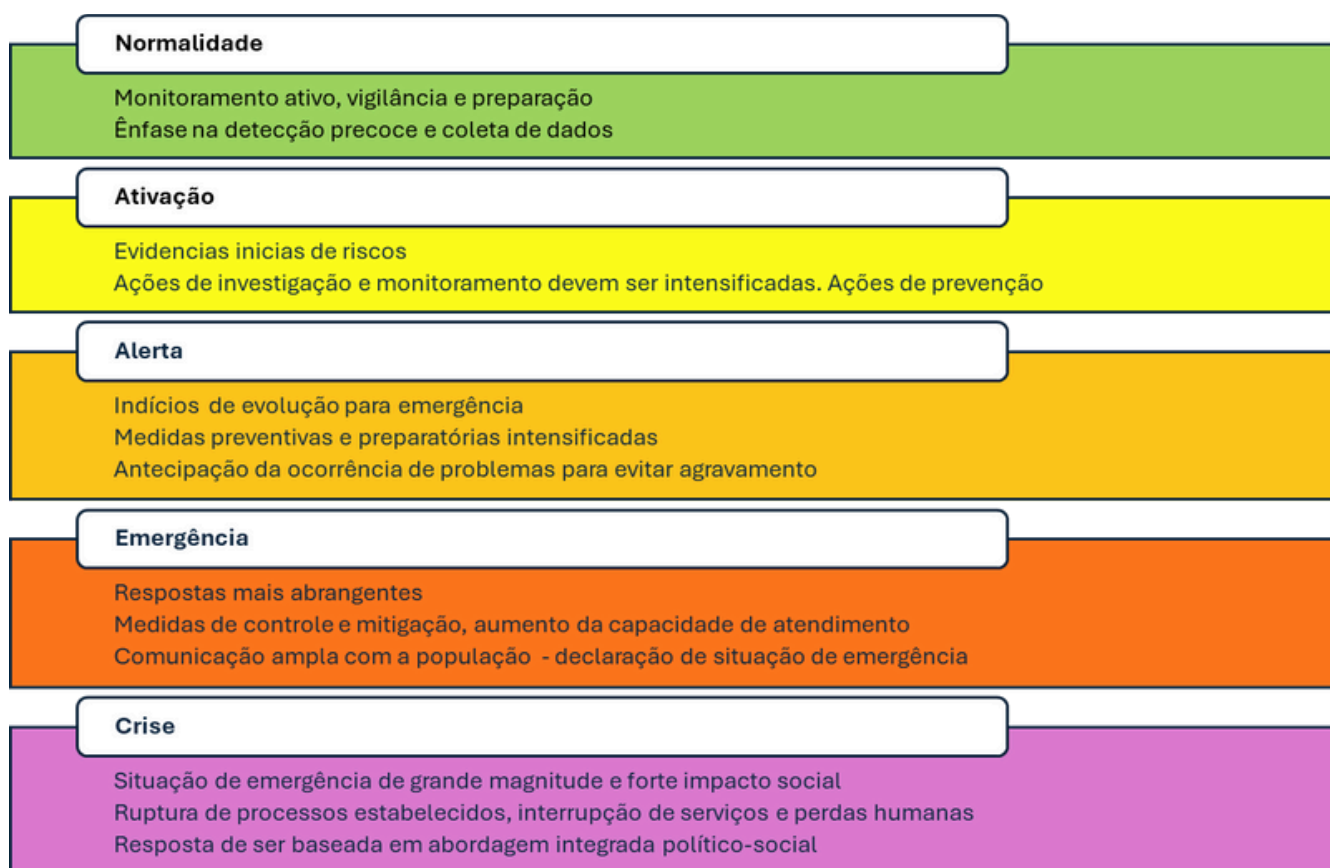 Normalidade
Monitoramento ativo, vigilância e preparação
Ênfase na detecção precoce e coleta de dados
Ativação
Evidencias inicias de riscos
Ações de investigação e monitoramento devem ser intensificadas. Ações de prevenção
Alerta
Indícios de evolução para emergência
Medidas preventivas e preparatórias intensificadas
Antecipação da ocorrência de problemas para evitar agravamento
Emergência
Respostas mais abrangentes
Medidas de controle e mitigação, aumento da capacidade de atendimento
Comunicação ampla com a população - declaração de situação de emergência
Crise
Situação de emergência de grande magnitude e forte impacto social
Ruptura de processos estabelecidos, interrupção de serviços e perdas humanas
Resposta de ser baseada em abordagem integrada político-social